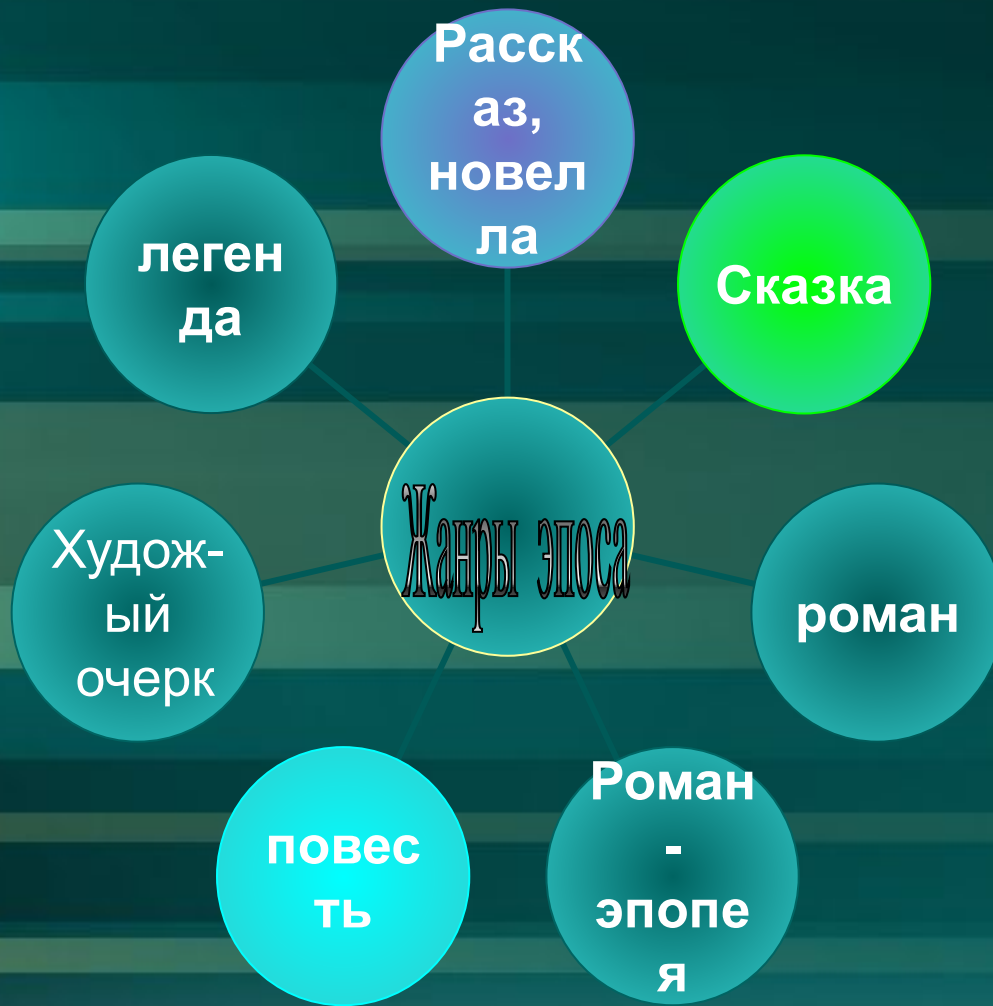 Расск
аз,
новел
ла
Сказка
роман
Роман
-
эпопе
я
повес
ть
Худож-
ый
очерк
леген
да
Жанры эпоса